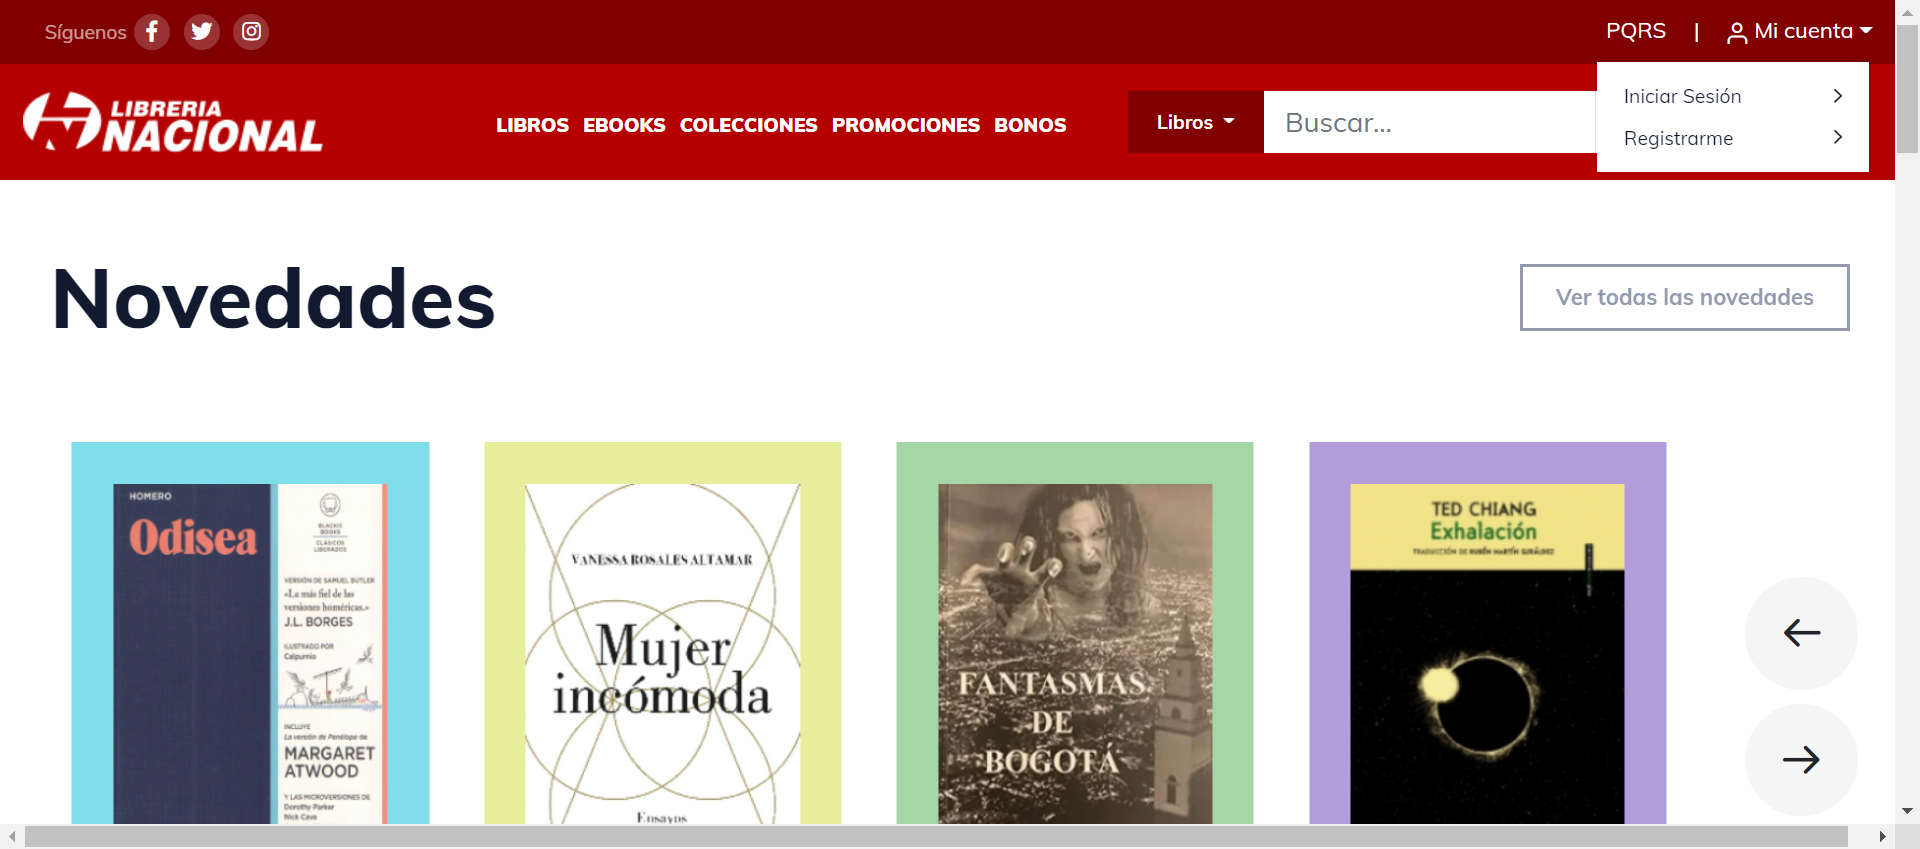 Síguenos
PQRS | Mi cuenta
LIBRERIA
NACIONAL
LIBROS EBOOKS COLECCIONES PROMOCIONES BONOS
Libros
Buscar...
Iniciar Sesión
Registrarme
Novedades
Ver todas las novedades
HOMERO
Odisea
BLACKIE
BOOKS
CLÁSICOS
LIBERADOS
VERSIÓN DE SAMUEL BUTLER
«La más fiel de las
versiones homéricas.»
J.L. BORGES
ILUSTRADO POR
Calpurnio
INCLUYE
La versión de Penélope de
MARGARET
ATWOOD
Y LAS MICROVERSIONES DE
Dorothy Parker
Nick Cave
VANESSA ROSALES ALTAMAR
Mujer
incómoda
Ensayos
FANTASMAS
DE
BOGOTÁ
TED CHIANG
Exhalación
TRADUCCIÓN DE RUBÉN MARTÍN GIRÁLDEZ